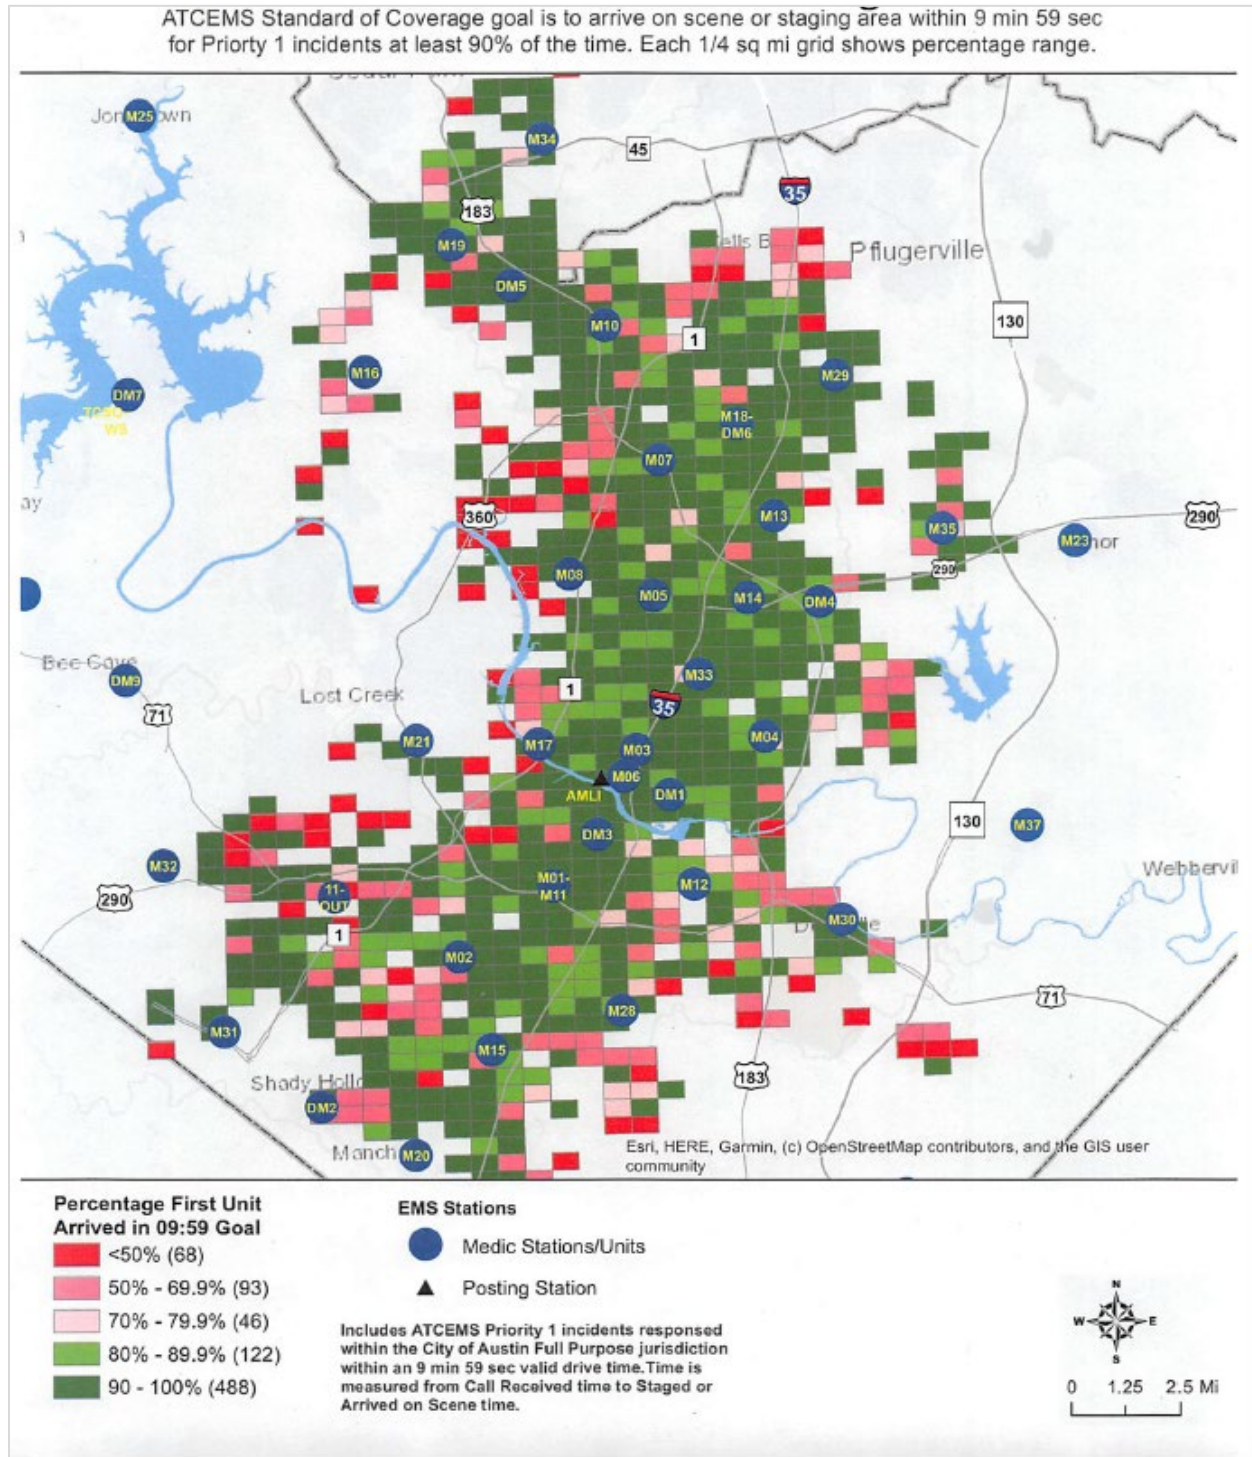 ATCEMS Standard of Coverage goal is to arrive on scene or staging area within 9 min 59 sec
for Priorty 1 incidents at least 90% of the time. Each 1/4 sq mi grid shows percentage range.
M25
M34
45
35
183
M19
Pflugerville
DM5
M10
1
130
M16
M29
DM7
M18-
DM6
M07
360
M13
M35
290
M23
290
M08
M05
M14
DM4
Bee Cave
DM9
M33
Lost Creek
1
35
71
M21
M17
M03
M04
M06
AMLI
DM1
130
M37
DM3
M32
M01-
M11
M12
290
11-
OUT
M30
1
M02
71
M31
M28
M15
183
DM2
M20
Esri, HERE, Garmin, (c) OpenStreetMap contributors, and the GIS user
community
Percentage First Unit
Arrived in 09:59 Goal
<50% (68)
50% - 69.9% (93)
70% - 79.9% (46)
80% - 89.9% (122)
90 - 100% (488)
EMS Stations
Medic Stations/Units
Posting Station
Includes ATCEMS Priority 1 incidents responsed
within the City of Austin Full Purpose jurisdiction
within an 9 min 59 sec valid drive time.Time is
measured from Call Received time to Staged or
Arrived on Scene time.
N
W
E
S
0 1.25 2.5 Mi